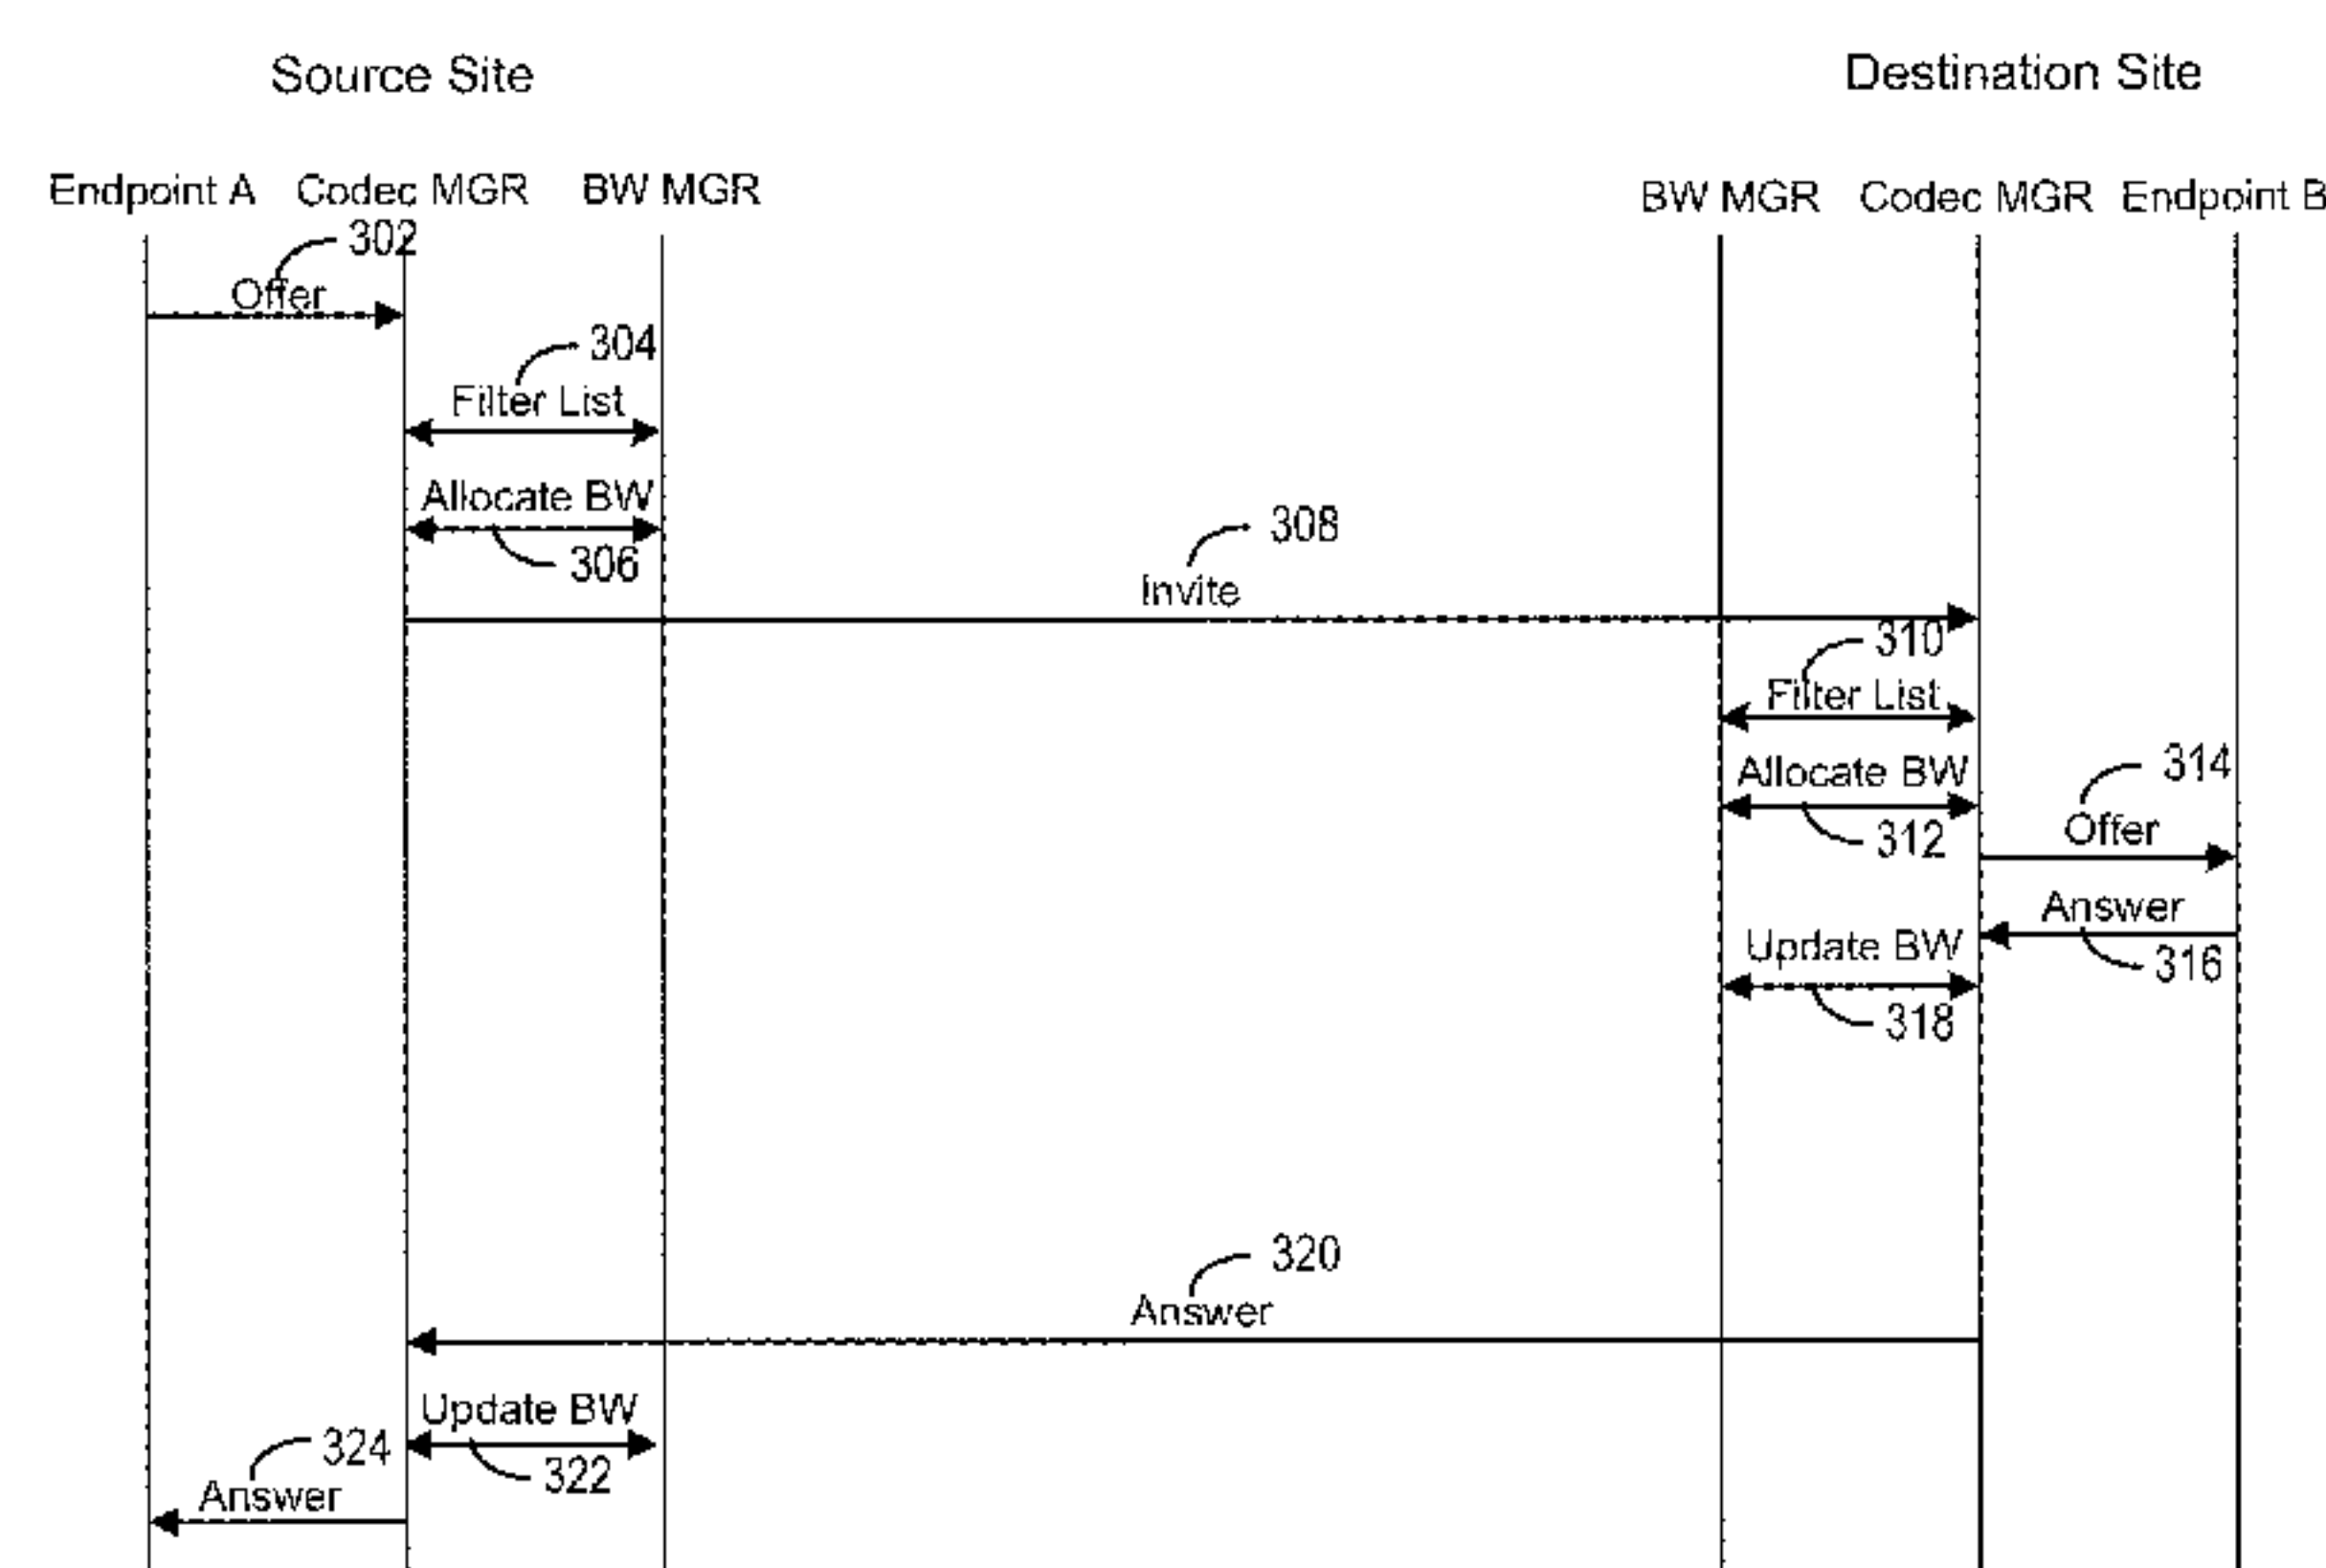 Source Site
Destination Site
Endpoint A Codec MGR BW MGR
BW MGR Codec MGR Endpoint B
302
Offer
304
Filter List
Allocate BW
306
308
Invite
310
Filter List
Allocate BW
312
314
Offer
Answer
316
Update BW
318
320
Answer
Update BW
322
324
Answer